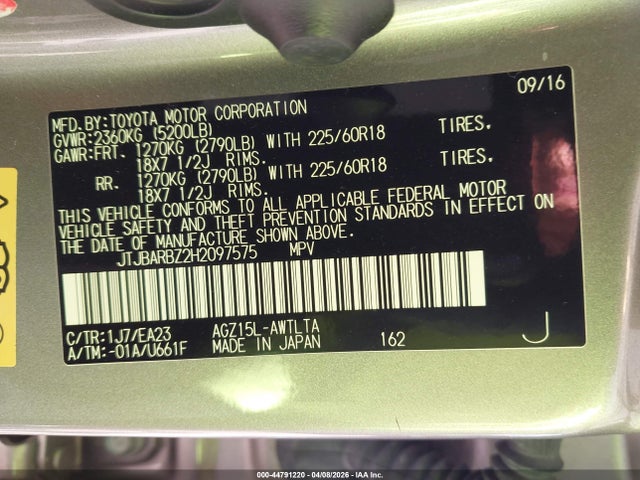 09/16
MFD.BY:TOYOTA MOTOR CORPORATION
GVWR:2360KG (5200LB)
GAWR:FRT. 1270KG (2790LB) WITH 225/60R18 TIRES.
18X7 1/2J RIMS.
RR. 1270KG (2790LB) WITH 225/60R18 TIRES.
18X7 1/2J RIMS.
THIS VEHICLE CONFORMS TO ALL APPLICABLE FEDERAL MOTOR
VEHICLE SAFETY AND THEFT PREVENTION STANDARDS IN EFFECT ON
THE DATE OF MANUFACTURE SHOWN ABOVE.
JTJBARBZ2H2097575 MPV
C/TR:1J7/EA23 AGZ15L-AWTLTA
A/TM:-01A/U661F MADE IN JAPAN 162 J
000-44791220 | 04/08/2026 | IAA Inc.